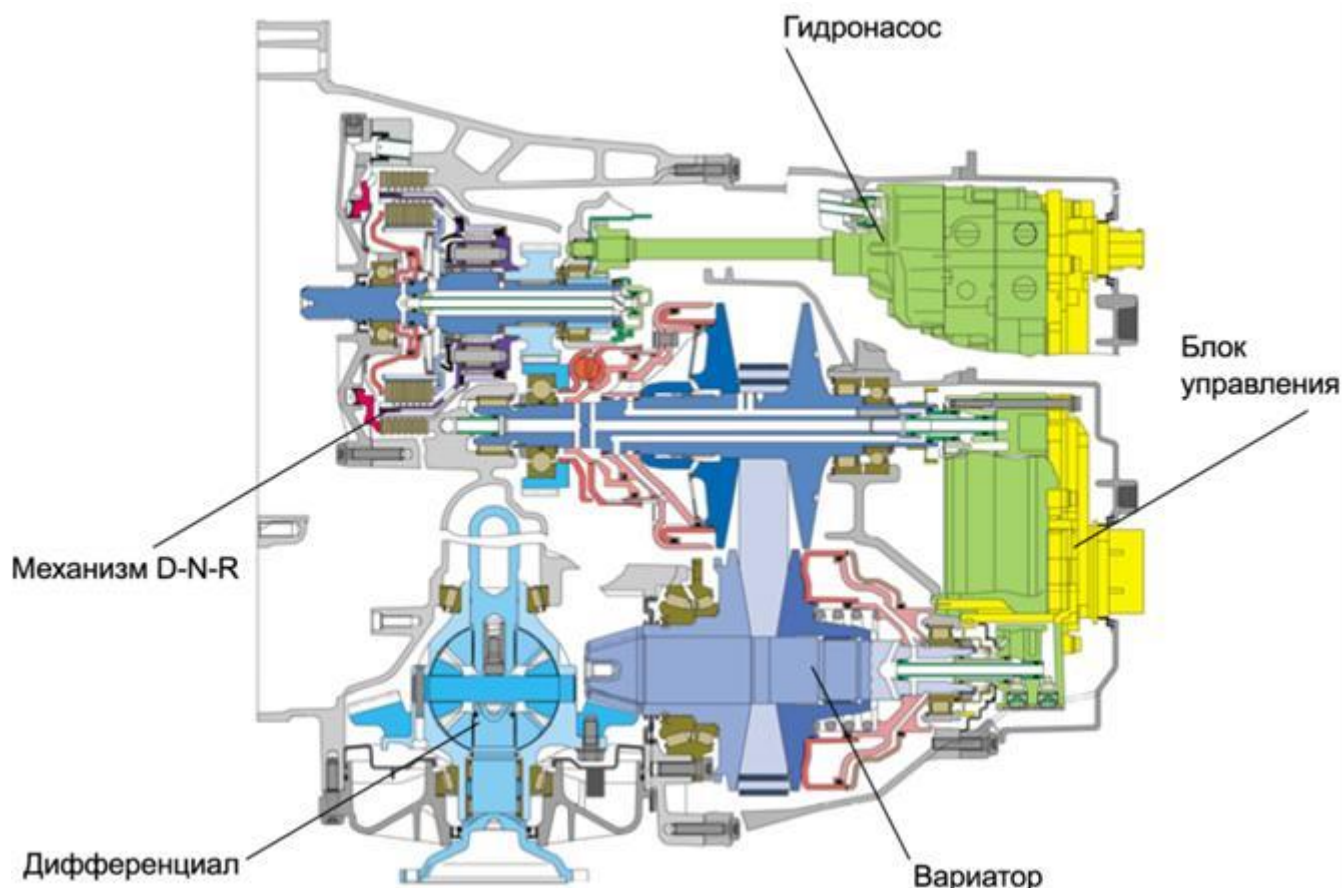 Гидронасос
Блок
управления
Механизм D-N-R
Дифференциал
Вариатор